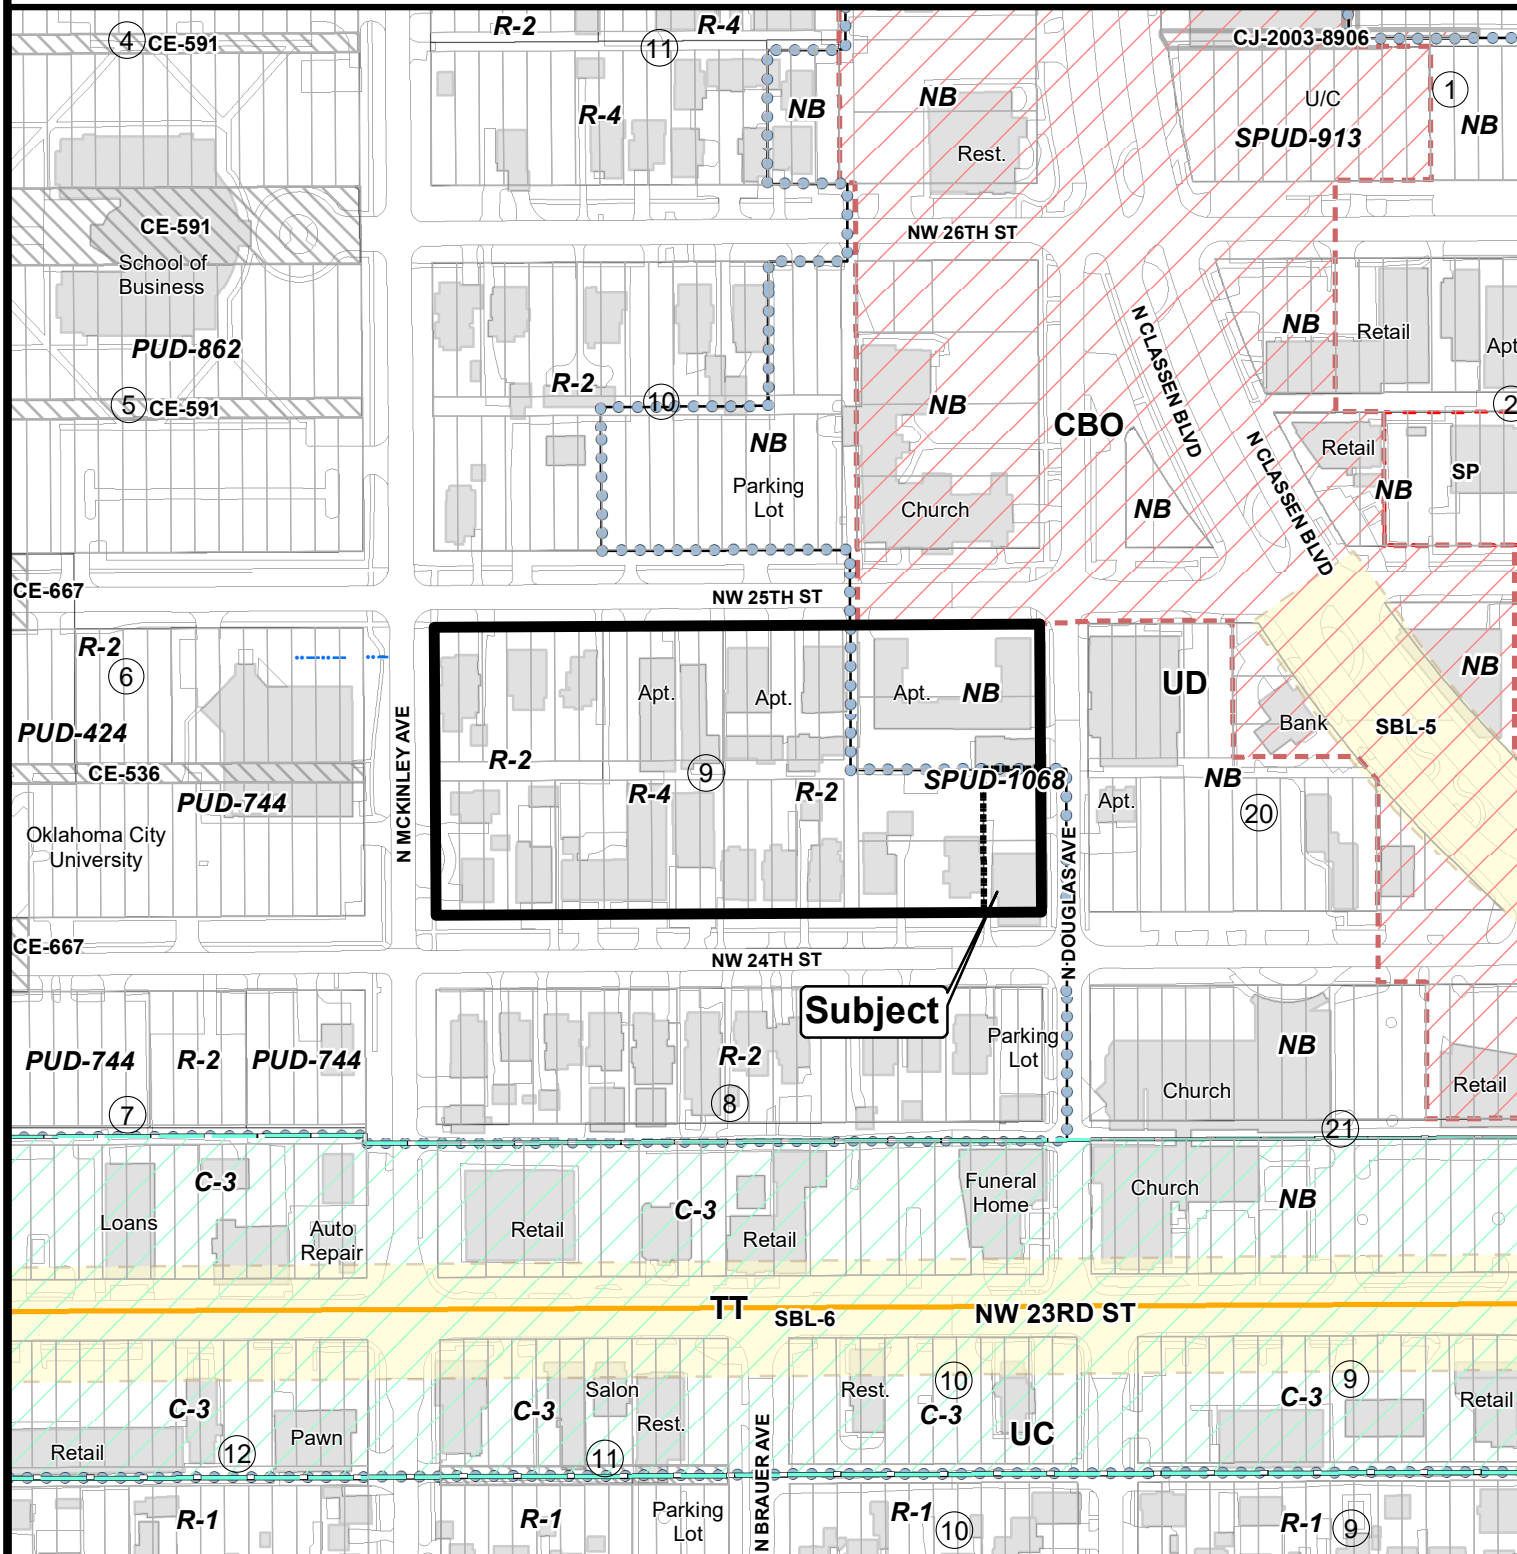 R-2
R-4
4
CE-591
11
CJ-2003-8906
NB
NB
U/C
1
R-4
NB
SPUD-913
Rest.
CE-591
NW 26TH ST
School of
Business
N CLASSEN BLVD
NB
Retail
Apt
PUD-862
R-2
5
CE-591
10
NB
CBO
2
NB
N CLASSEN BLVD
Retail
SP
Parking
Lot
Church
NB
NB
CE-667
NW 25TH ST
R-2
6
Apt.
Apt.
Apt.
NB
UD
NB
PUD-424
N MCKINLEY AVE
Bank
SBL-5
CE-536
R-2
9
SPUD-1068
NB
PUD-744
R-4
R-2
Apt.
20
Oklahoma City
University
N DOUGLAS AVE
CE-667
NW 24TH ST
Subject
PUD-744
R-2
PUD-744
R-2
Parking
Lot
NB
Church
Retail
7
8
21
C-3
Funeral
Home
Church
NB
Loans
Auto
Repair
Retail
C-3
Retail
TT
SBL-6
NW 23RD ST
Salon
Rest.
10
9
C-3
C-3
Rest.
C-3
C-3
Retail
Retail
12
Pawn
11
N BRAUER AVE
UC
R-1
R-1
Parking
Lot
R-1
10
R-1
9